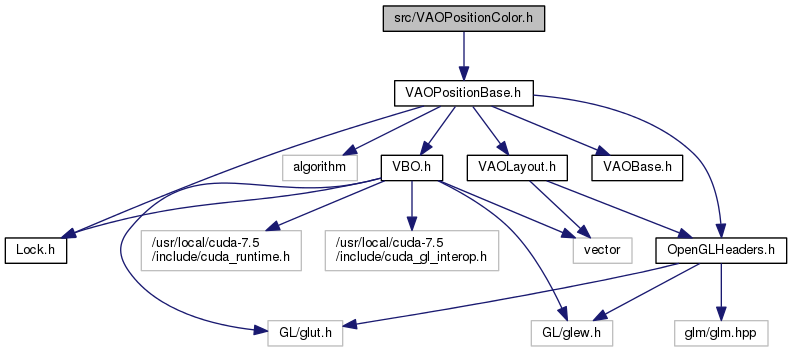 src/VAOPositionColor.h
VAOPositionBase.h
algorithm
VBO.h
VAOLayout.h
VAOBase.h
Lock.h
/usr/local/cuda-7.5
/include/cuda_runtime.h
/usr/local/cuda-7.5
/include/cuda_gl_interop.h
vector
OpenGLHeaders.h
GL/glut.h
GL/glew.h
glm/glm.hpp